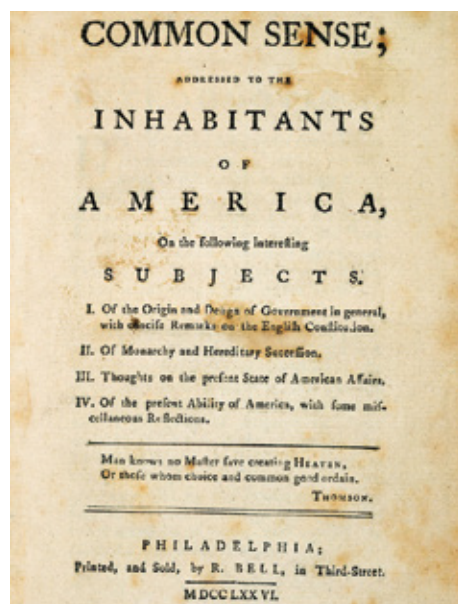 COMMON SENSE;
ADDRESSED TO THE
INHABITANTS
OF
AMERICA,
On the following interesting
SUBJECTS.
I. Of the Origin and Design of Government in general,
with concise Remarks on the English Constitution.
II. Of Monarchy and Hereditary Succession.
III. Thoughts on the present State of American Affairs.
IV. Of the present Ability of America, with some mis-
cellaneous Reflections.
Man knows no Master save creating HEAVEN,
Or those whom choice and common good ordain.
THOMSON.
PHILADELPHIA;
Printed, and Sold, by R. BELL, in Third-Street.
MDCCLXXVI.